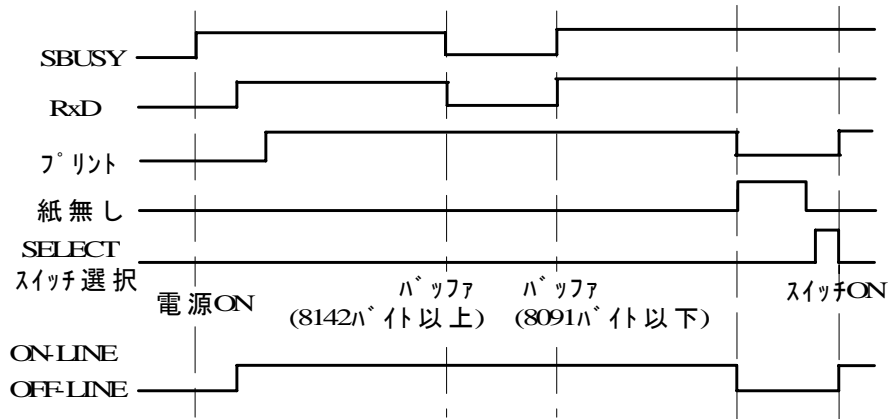 SBUSY
RxD
プリント
紙無し
SELECT
スイッチ選択
電源ON
バッファ
(8142バイト以上)
バッファ
(8091バイト以下)
スイッチON
ON-LINE
OFF-LINE